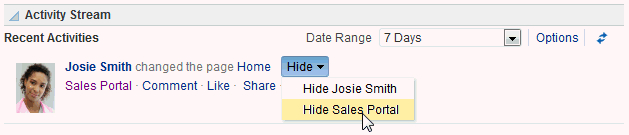 Activity Stream
Recent Activities Date Range 7 Days Options
Josie Smith changed the page Home Hide
Sales Portal · Comment · Like · Share ·
Hide Josie Smith
Hide Sales Portal